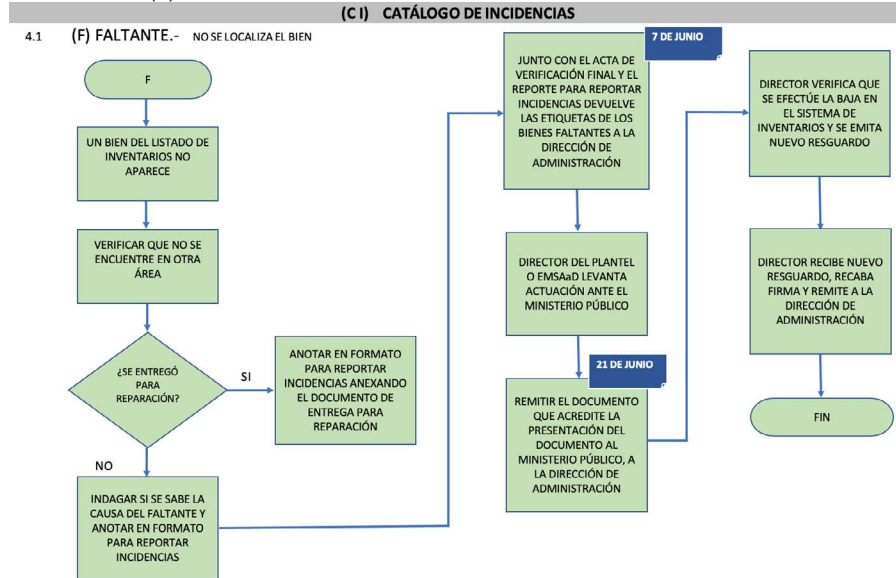 (C I) CATÁLOGO DE INCIDENCIAS
4.1 (F) FALTANTE.- NO SE LOCALIZA EL BIEN
F
UN BIEN DEL LISTADO DE
INVENTARIOS NO
APARECE
VERIFICAR QUE NO SE
ENCUENTRE EN OTRA
ÁREA
¿SE ENTREGÓ
PARA
REPARACIÓN?
SI
ANOTAR EN FORMATO
PARA REPORTAR
INCIDENCIAS ANEXANDO
EL DOCUMENTO DE
ENTREGA PARA
REPARACIÓN
NO
INDAGAR SI SE SABE LA
CAUSA DEL FALTANTE Y
ANOTAR EN FORMATO
PARA REPORTAR
INCIDENCIAS
7 DE JUNIO
JUNTO CON EL ACTA DE
VERIFICACIÓN FINAL Y EL
REPORTE PARA REPORTAR
INCIDENCIAS DEVUELVE
LAS ETIQUETAS DE LOS
BIENES FALTANTES A LA
DIRECCIÓN DE
ADMINISTRACIÓN
DIRECTOR DEL PLANTEL
O EMSAaD LEVANTA
ACTUACIÓN ANTE EL
MINISTERIO PÚBLICO
21 DE JUNIO
REMITIR EL DOCUMENTO
QUE ACREDITE LA
PRESENTACIÓN DEL
DOCUMENTO AL
MINISTERIO PÚBLICO, A
LA DIRECCIÓN DE
ADMINISTRACIÓN
DIRECTOR VERIFICA QUE
SE EFECTÚE LA BAJA EN
EL SISTEMA DE
INVENTARIOS Y SE EMITA
NUEVO RESGUARDO
DIRECTOR RECIBE NUEVO
RESGUARDO, RECABA
FIRMA Y REMITE A LA
DIRECCIÓN DE
ADMINISTRACIÓN
FIN